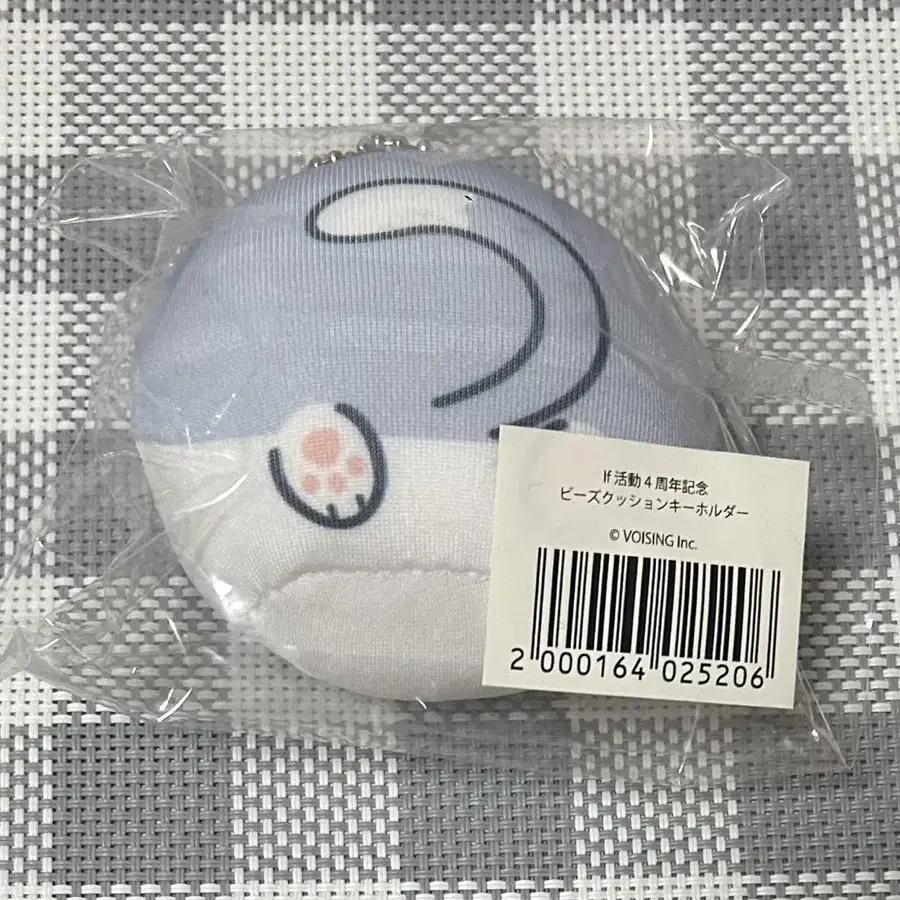 If 活動 4 周年記念
ビーズクッションキーホルダー
© VOISING Inc.
2 000164 025206